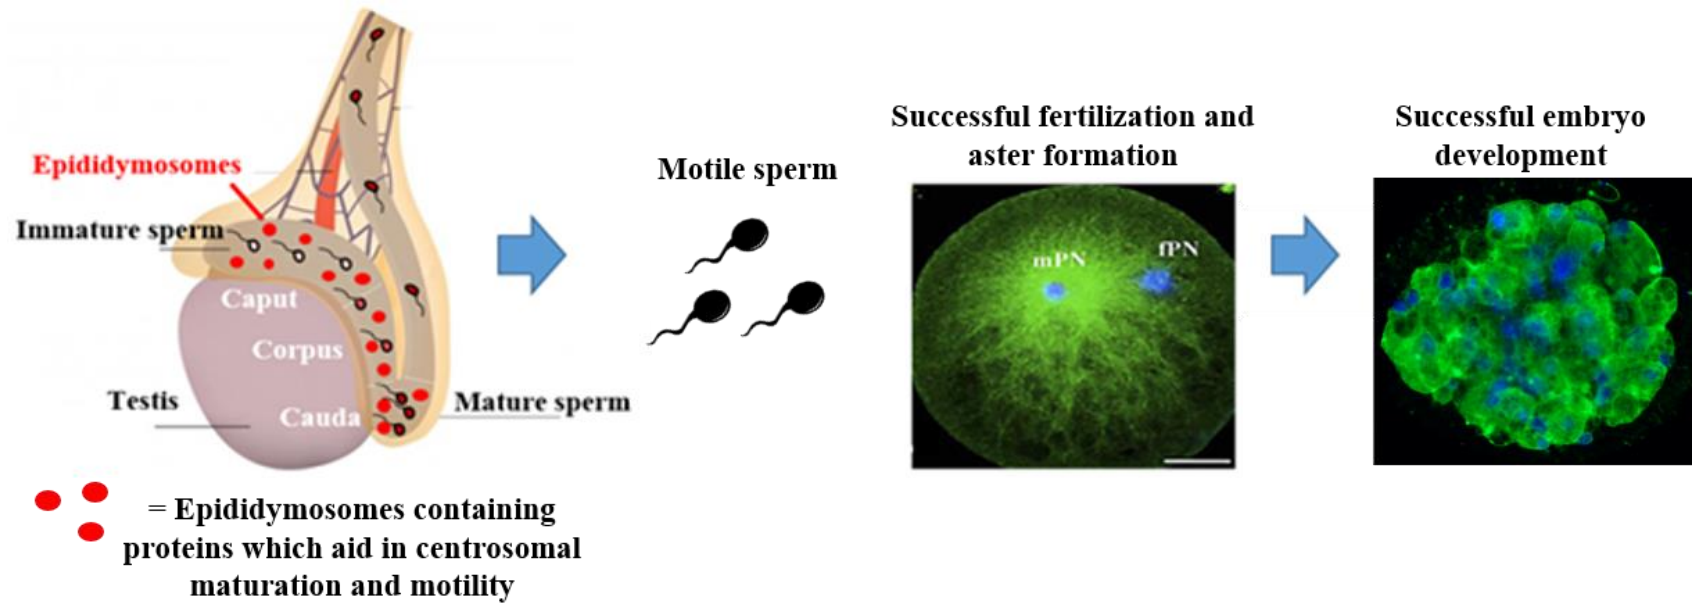 Epididymosomes
Immature sperm
Caput
Corpus
Testis
Cauda
Mature sperm
= Epididymosomes containing
proteins which aid in centrosomal
maturation and motility
Motile sperm
Successful fertilization and
aster formation
mPN
fPN
Successful embryo
development